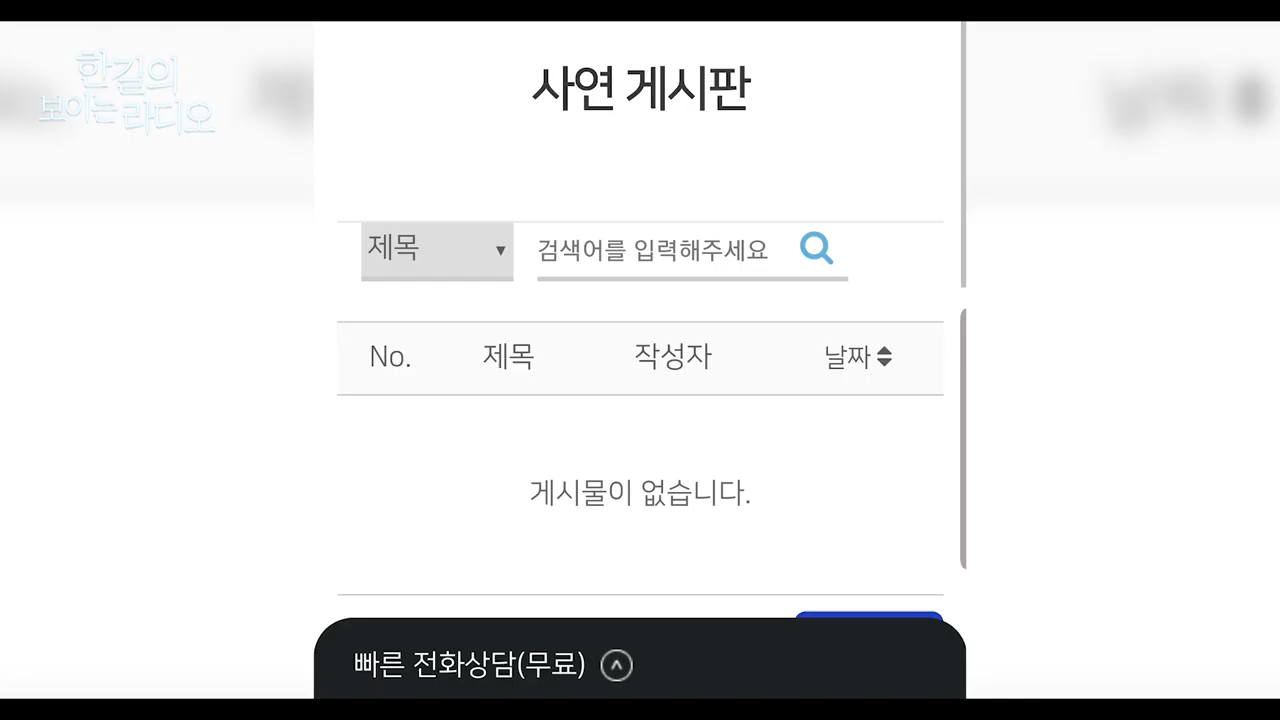 한길의
보이는 라디오
사연 게시판
제목 ▾ 검색어를 입력해주세요
No. 제목 작성자 날짜
게시물이 없습니다.
빠른 전화상담(무료)